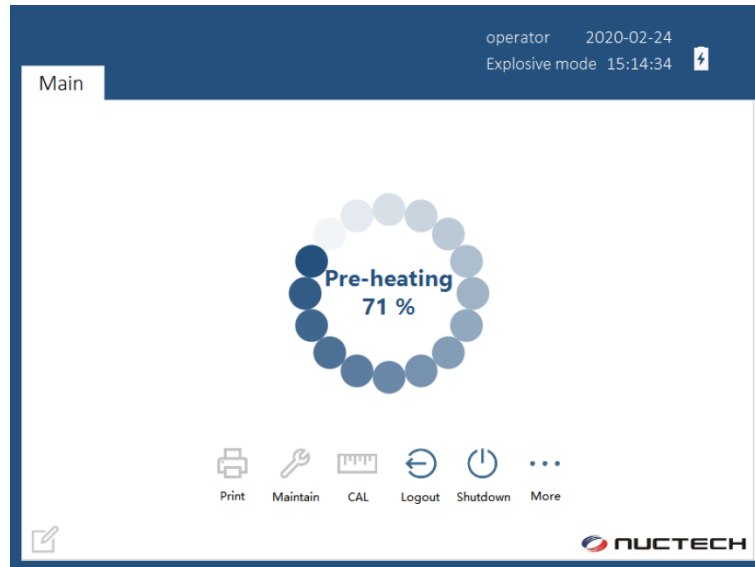 operator 2020-02-24
Explosive mode 15:14:34
Main
Pre-heating
71 %
Print Maintain CAL Logout Shutdown More
NUCTECH